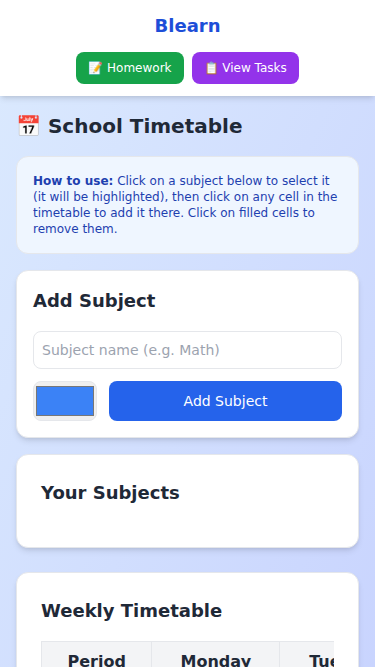 Blearn
📝 Homework
📋 View Tasks
📅 School Timetable
How to use: Click on a subject below to select it
(it will be highlighted), then click on any cell in the
timetable to add it there. Click on filled cells to
remove them.
Add Subject
Subject name (e.g. Math)
Add Subject
Your Subjects
Weekly Timetable
Period Monday